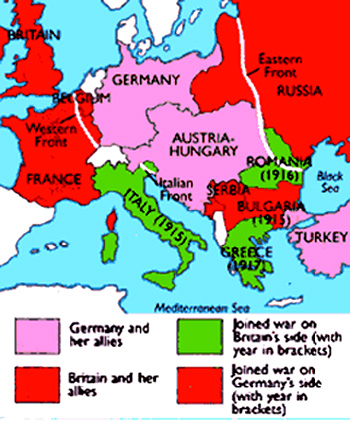 BRITAIN
GERMANY
Eastern
Front
RUSSIA
BELGIUM
Western
Front
AUSTRIA-
HUNGARY
ROMANIA
(1916)
FRANCE
Italian
Front
SERBIA
Black
Sea
ITALY (1915)
BULGARIA
(1915)
TURKEY
GREECE
(1917)
Mediterranean Sea
Germany and
her allies
Joined war on
Britain's side (with
year in brackets)
Britain and her
allies
Joined war on
Germany's side
(with year in
brackets)